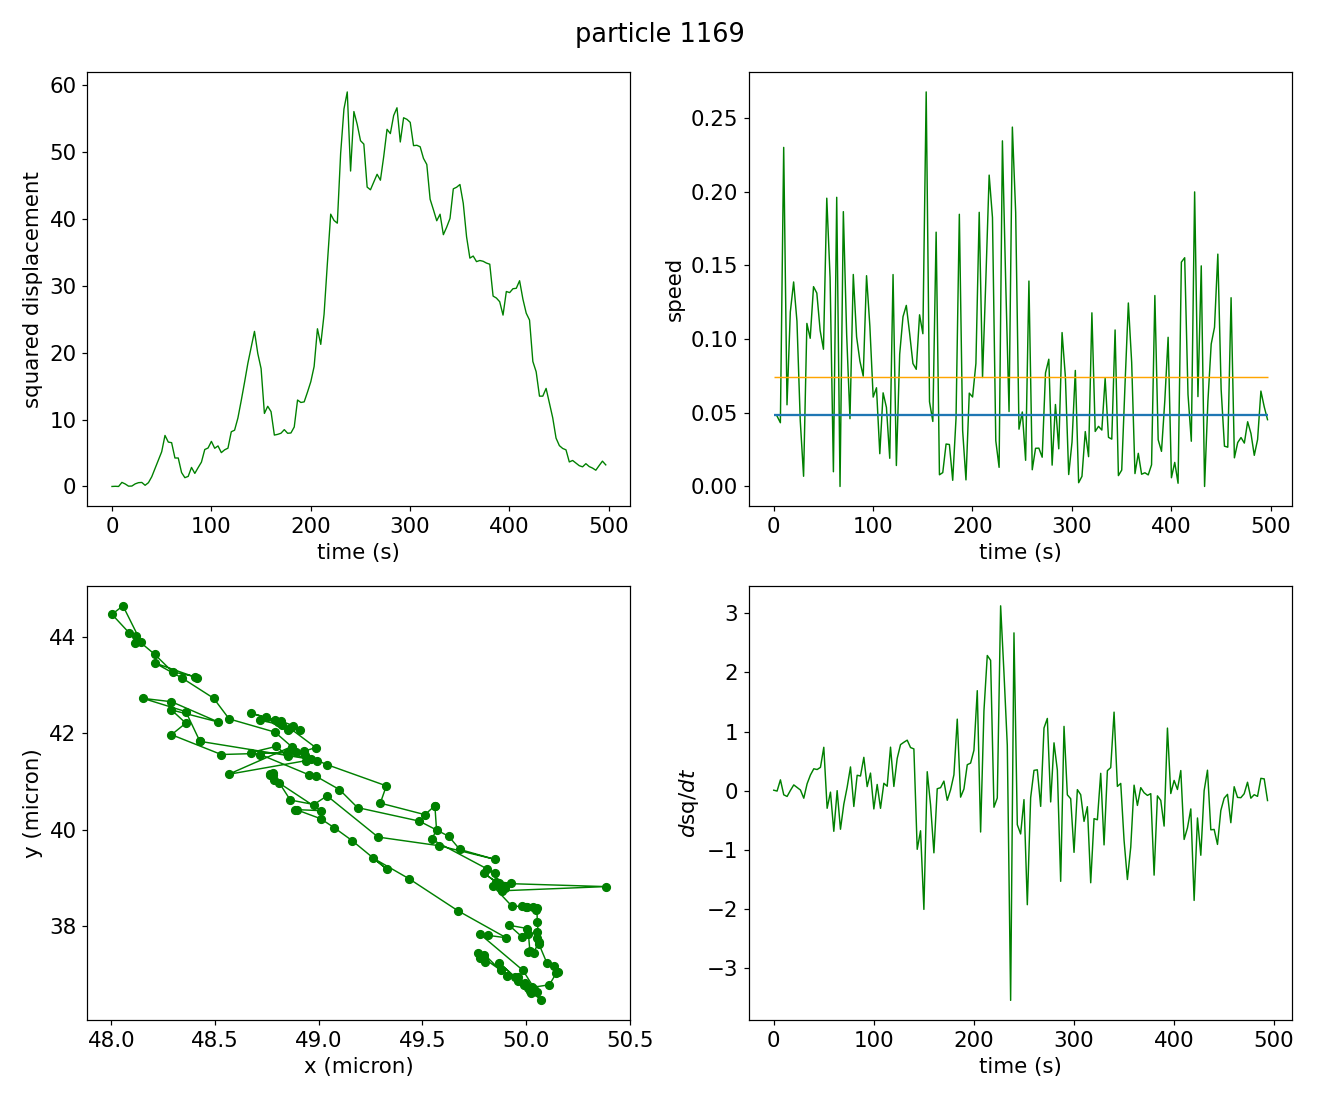 particle 1169
squared displacement
60
50
40
30
20
10
0
0 100 200 300 400 500
time (s)
speed
0.25
0.20
0.15
0.10
0.05
0.00
0 100 200 300 400 500
time (s)
y (micron)
44
42
40
38
48.0 48.5 49.0 49.5 50.0 50.5
x (micron)
dsq/dt
3
2
1
0
−1
−2
−3
0 100 200 300 400 500
time (s)